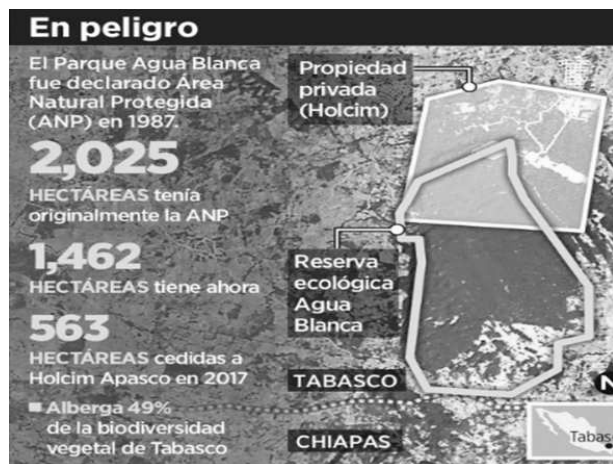 En peligro
El Parque Agua Blanca
fue declarado Área
Natural Protegida
(ANP) en 1987.
2,025
HECTÁREAS tenía
originalmente la ANP
1,462
HECTÁREAS tiene ahora
563
HECTÁREAS cedidas a
Holcim Apasco en 2017
Alberga 49%
de la biodiversidad
vegetal de Tabasco
Propiedad
privada
(Holcim)
Reserva
ecológica
Agua
Blanca
TABASCO
CHIAPAS
N